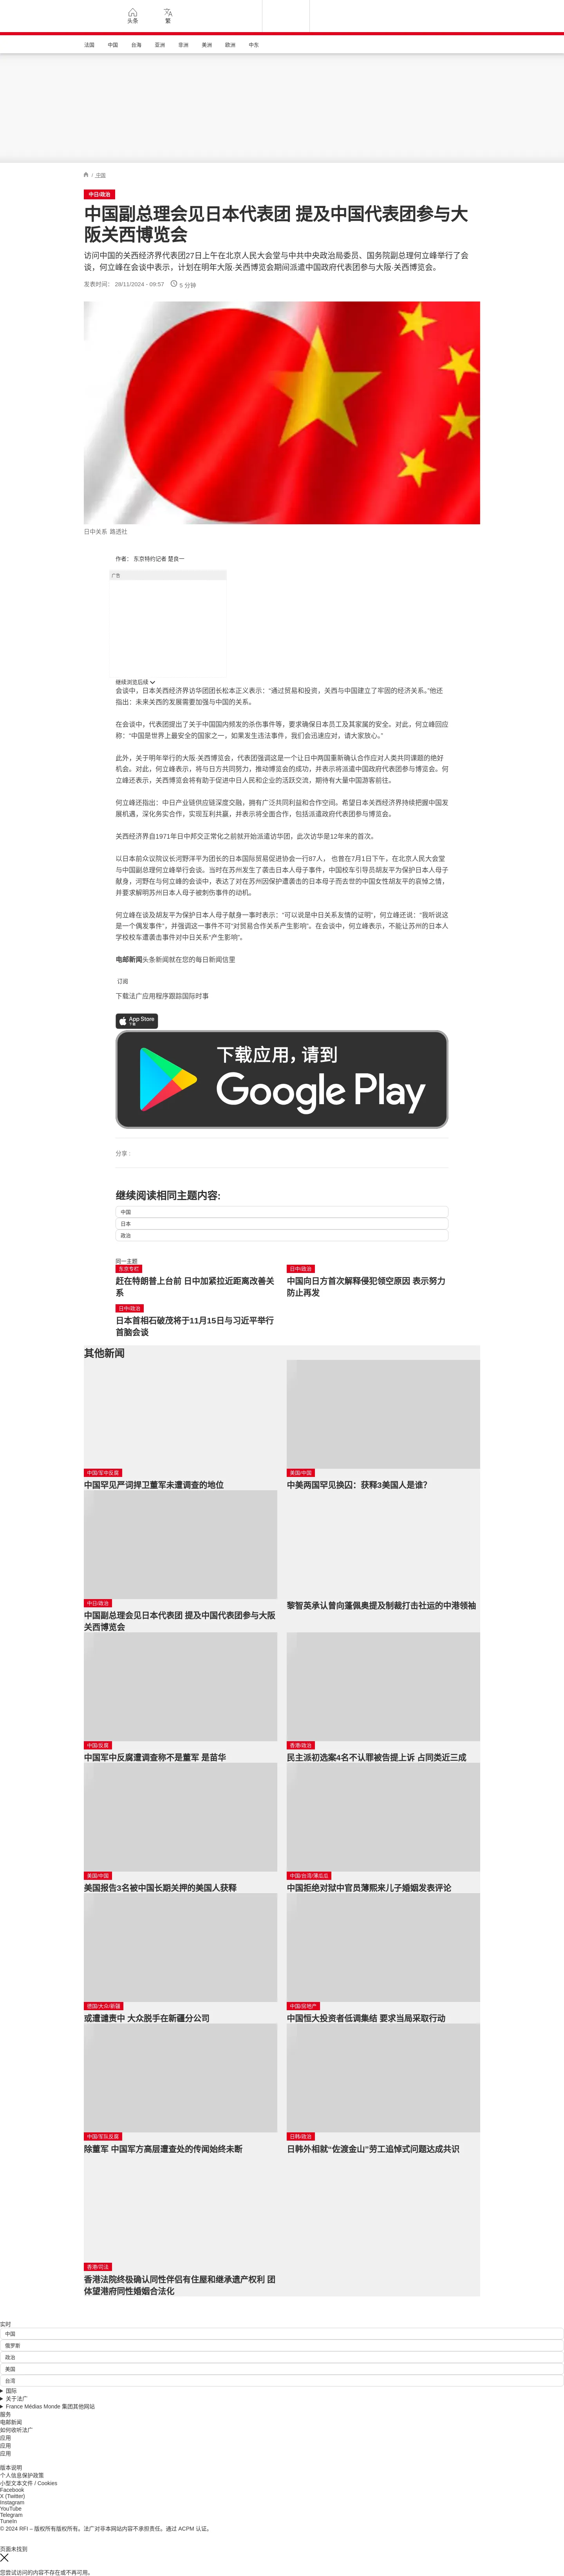 头条
繁
法国 中国 台海 亚洲 非洲 美洲 欧洲 中东
/ 中国
中日/政治
中国副总理会见日本代表团 提及中国代表团参与大
阪关西博览会
访问中国的关西经济界代表团27日上午在北京人民大会堂与中共中央政治局委员、国务院副总理何立峰举行了会
谈，何立峰在会谈中表示，计划在明年大阪·关西博览会期间派遣中国政府代表团参与大阪·关西博览会。
发表时间： 28/11/2024 - 09:57 5 分钟
日中关系 路透社
作者： 东京特约记者 楚良一
广告
继续浏览后续
会谈中，日本关西经济界访华团团长松本正义表示：“通过贸易和投资，关西与中国建立了牢固的经济关系。”他还
指出：未来关西的发展需要加强与中国的关系。
在会谈中，代表团提出了关于中国国内频发的杀伤事件等，要求确保日本员工及其家属的安全。对此，何立峰回应
称：“中国是世界上最安全的国家之一，如果发生违法事件，我们会迅速应对，请大家放心。”
此外，关于明年举行的大阪·关西博览会，代表团强调这是一个让日中两国重新确认合作应对人类共同课题的绝好
机会。对此，何立峰表示，将与日方共同努力，推动博览会的成功，并表示将派遣中国政府代表团参与博览会。何
立峰还表示，关西博览会将有助于促进中日人民和企业的活跃交流，期待有大量中国游客前往。
何立峰还指出：中日产业链供应链深度交融，拥有广泛共同利益和合作空间。希望日本关西经济界持续把握中国发
展机遇，深化务实合作，实现互利共赢，并表示将全面合作，包括派遣政府代表团参与博览会。
关西经济界自1971年日中邦交正常化之前就开始派遣访华团，此次访华是12年来的首次。
以日本前众议院议长河野洋平为团长的日本国际贸易促进协会一行87人， 也曾在7月1日下午，在北京人民大会堂
与中国副总理何立峰举行会谈。当时在苏州发生了袭击日本人母子事件，中国校车引导员胡友平为保护日本人母子
献身，河野在与何立峰的会谈中，表达了对在苏州因保护遭袭击的日本母子而去世的中国女性胡友平的哀悼之情，
并要求解明苏州日本人母子被刺伤事件的动机。
何立峰在谈及胡友平为保护日本人母子献身一事时表示：“可以说是中日关系友情的证明”，何立峰还说：“我听说这
是一个偶发事件”，并强调这一事件不可“对贸易合作关系产生影响”。在会谈中，何立峰表示，不能让苏州的日本人
学校校车遭袭击事件对中日关系“产生影响”。
电邮新闻头条新闻就在您的每日新闻信里
订阅
下载法广应用程序跟踪国际时事
App Store
下载
下载应用，请到
Google Play
分享 :
继续阅读相同主题内容:
中国
日本
政治
同一主题
东京专栏
赶在特朗普上台前 日中加紧拉近距离改善关
系
日中/政治
中国向日方首次解释侵犯领空原因 表示努力
防止再发
日中/政治
日本首相石破茂将于11月15日与习近平举行
首脑会谈
其他新闻
中国/军中反腐
中国罕见严词捍卫董军未遭调查的地位
美国/中国
中美两国罕见换囚：获释3美国人是谁？
中日/政治
中国副总理会见日本代表团 提及中国代表团参与大阪
关西博览会
黎智英承认曾向蓬佩奥提及制裁打击社运的中港领袖
中国/反腐
中国军中反腐遭调查称不是董军 是苗华
香港/政治
民主派初选案4名不认罪被告提上诉 占同类近三成
美国/中国
美国报告3名被中国长期关押的美国人获释
中国/台湾/薄瓜瓜
中国拒绝对狱中官员薄熙来儿子婚姻发表评论
德国/大众/新疆
或遭谴责中 大众脱手在新疆分公司
中国/房地产
中国恒大投资者低调集结 要求当局采取行动
中国/军队反腐
除董军 中国军方高层遭查处的传闻始终未断
日韩/政治
日韩外相就“佐渡金山”劳工追悼式问题达成共识
香港/司法
香港法院终极确认同性伴侣有住屋和继承遗产权利 团
体望港府同性婚姻合法化
实时
中国
俄罗斯
政治
美国
台湾
国际
关于法广
France Médias Monde 集团其他网站
服务
电邮新闻
如何收听法广
应用
应用
应用
版本说明
个人信息保护政策
小型文本文件 / Cookies
Facebook
X (Twitter)
Instagram
YouTube
Telegram
TuneIn
© 2024 RFI – 版权所有版权所有。法广对非本网站内容不承担责任。通过 ACPM 认证。
页面未找到
您尝试访问的内容不存在或不再可用。